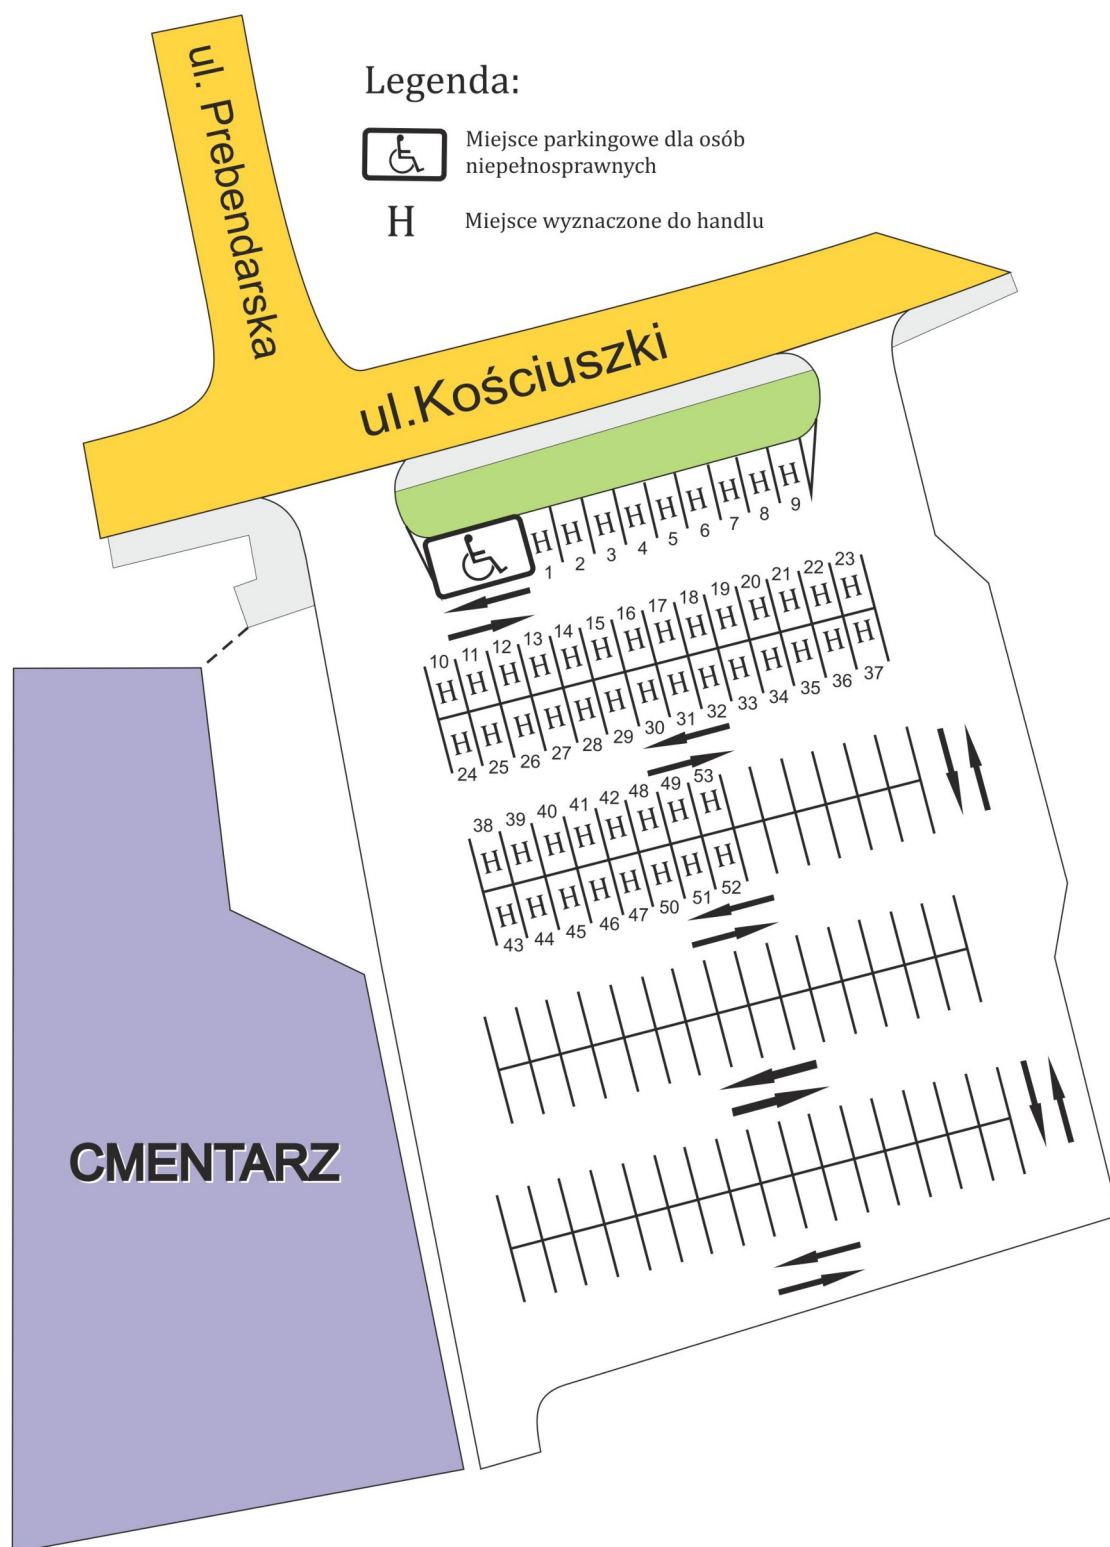 ul. Prebendarska
Legenda:
Miejsce parkingowe dla osób
niepełnosprawnych
H Miejsce wyznaczone do handlu
ul.Kościuszki
H H H H H H H H H
1 2 3 4 5 6 7 8 9
10 11 12 13 14 15 16 17 18 19 20 21 22 23
H H H H H H H H H H H H H H
H H H H H H H H H H H H H H
24 25 26 27 28 29 30 31 32 33 34 35 36 37
38 39 40 41 42 48 49 53
H H H H H H H H
H H H H H H H H
43 44 45 46 47 50 51 52
CMENTARZ